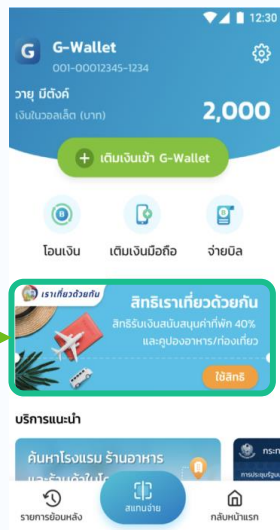 12:30
G G-Wallet
001-00012345-1234
วายุ มีตังค์
เงินในวอลเล็ต (บาท)
2,000
+ เติมเงินเข้า G-Wallet
โอนเงิน เติมเงินมือถือ จ่ายบิล
เราเที่ยวด้วยกัน
สิทธิเราเที่ยวด้วยกัน
สิทธิรับเงินสนับสนุนค่าที่พัก 40%
และคูปองอาหาร/ท่องเที่ยว
ใช้สิทธิ
บริการแนะนำ
ค้นหาโรงแรม ร้านอาหาร
สแกนจ่าย
รายการย้อนหลัง กลับหน้าแรก